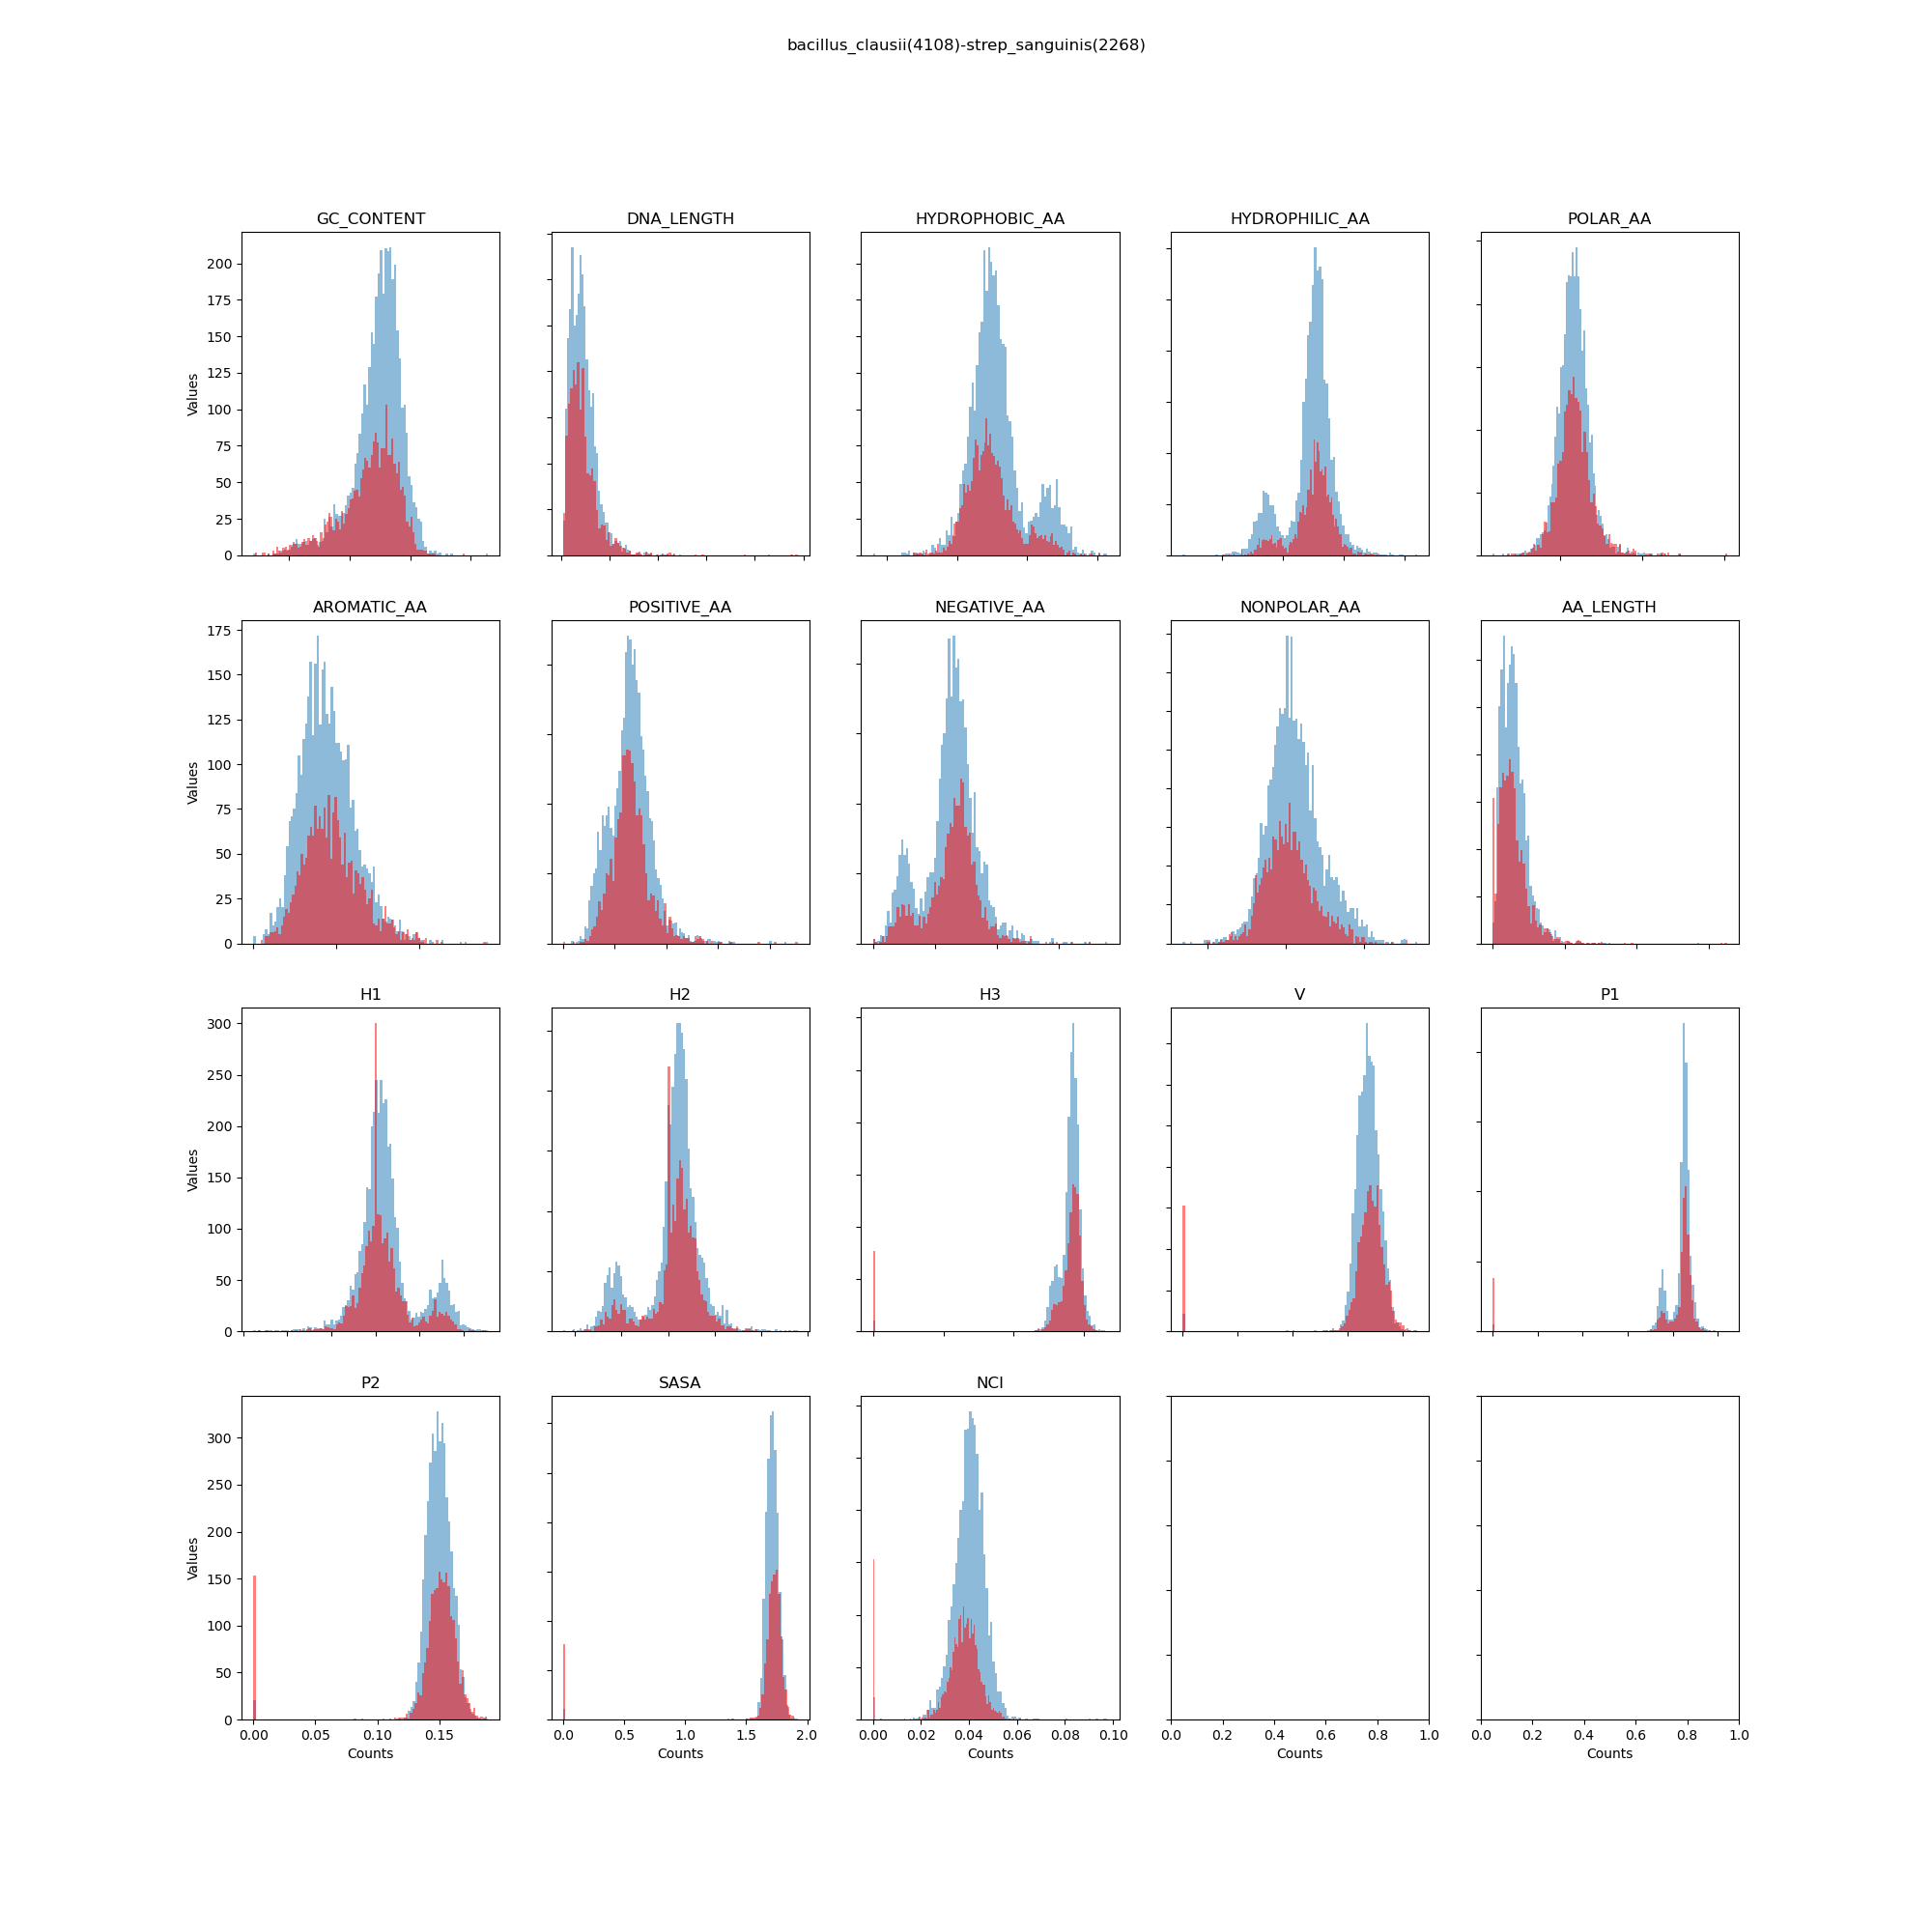 bacillus_clausii(4108)-strep_sanguinis(2268)
GC_CONTENT DNA_LENGTH HYDROPHOBIC_AA HYDROPHILIC_AA POLAR_AA
200
175
150
125
100
75
50
25
0
Values
AROMATIC_AA POSITIVE_AA NEGATIVE_AA NONPOLAR_AA AA_LENGTH
175
150
125
100
75
50
25
0
Values
H1 H2 H3 V P1
300
250
200
150
100
50
0
Values
P2 SASA NCI
300
250
200
150
100
50
0
Values
0.00 0.05 0.10 0.15 0.0 0.5 1.0 1.5 2.0 0.00 0.02 0.04 0.06 0.08 0.10 0.0 0.2 0.4 0.6 0.8 1.0 0.0 0.2 0.4 0.6 0.8 1.0
Counts Counts Counts Counts Counts